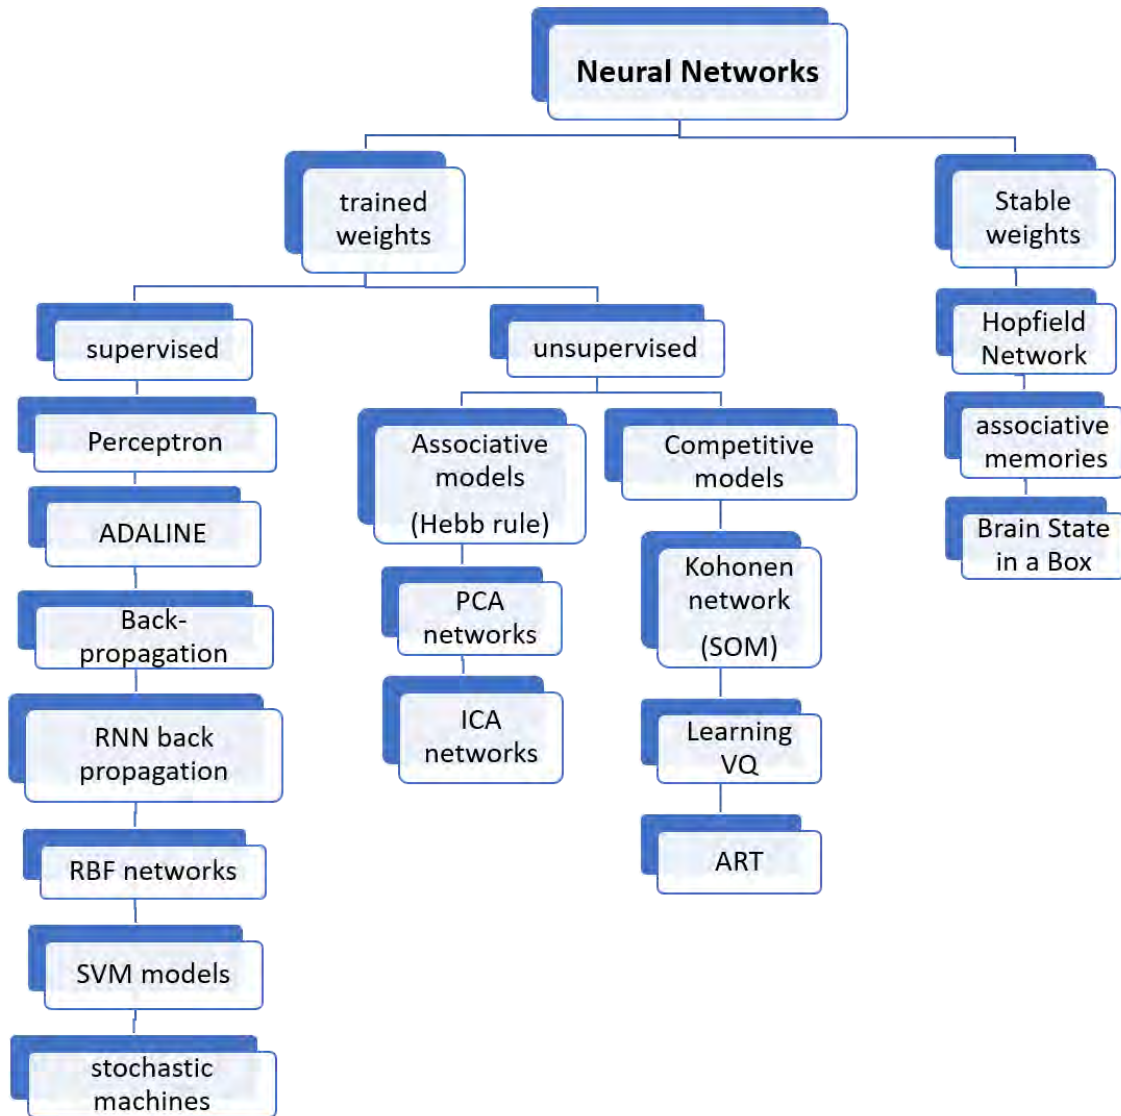 Neural Networks
trained
weights
Stable
weights
supervised
unsupervised
Hopfield
Network
Perceptron
Associative
models
(Hebb rule)
Competitive
models
associative
memories
ADALINE
Brain State
in a Box
Back-
propagation
PCA
networks
Kohonen
network
(SOM)
RNN back
propagation
ICA
networks
Learning
VQ
RBF networks
ART
SVM models
stochastic
machines